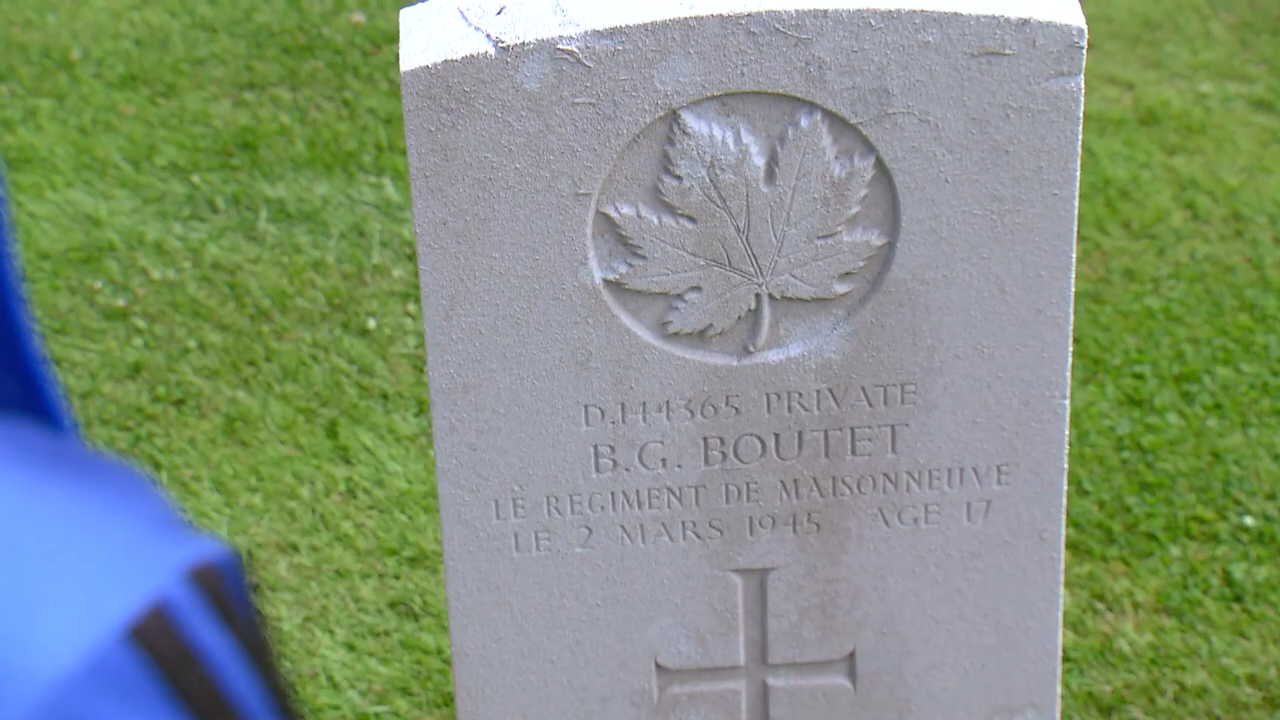 D.144365 PRIVATE
B.G. BOUTET
LE REGIMENT DE MAISONNEUVE
LE 2 MARS 1945 AGE 17